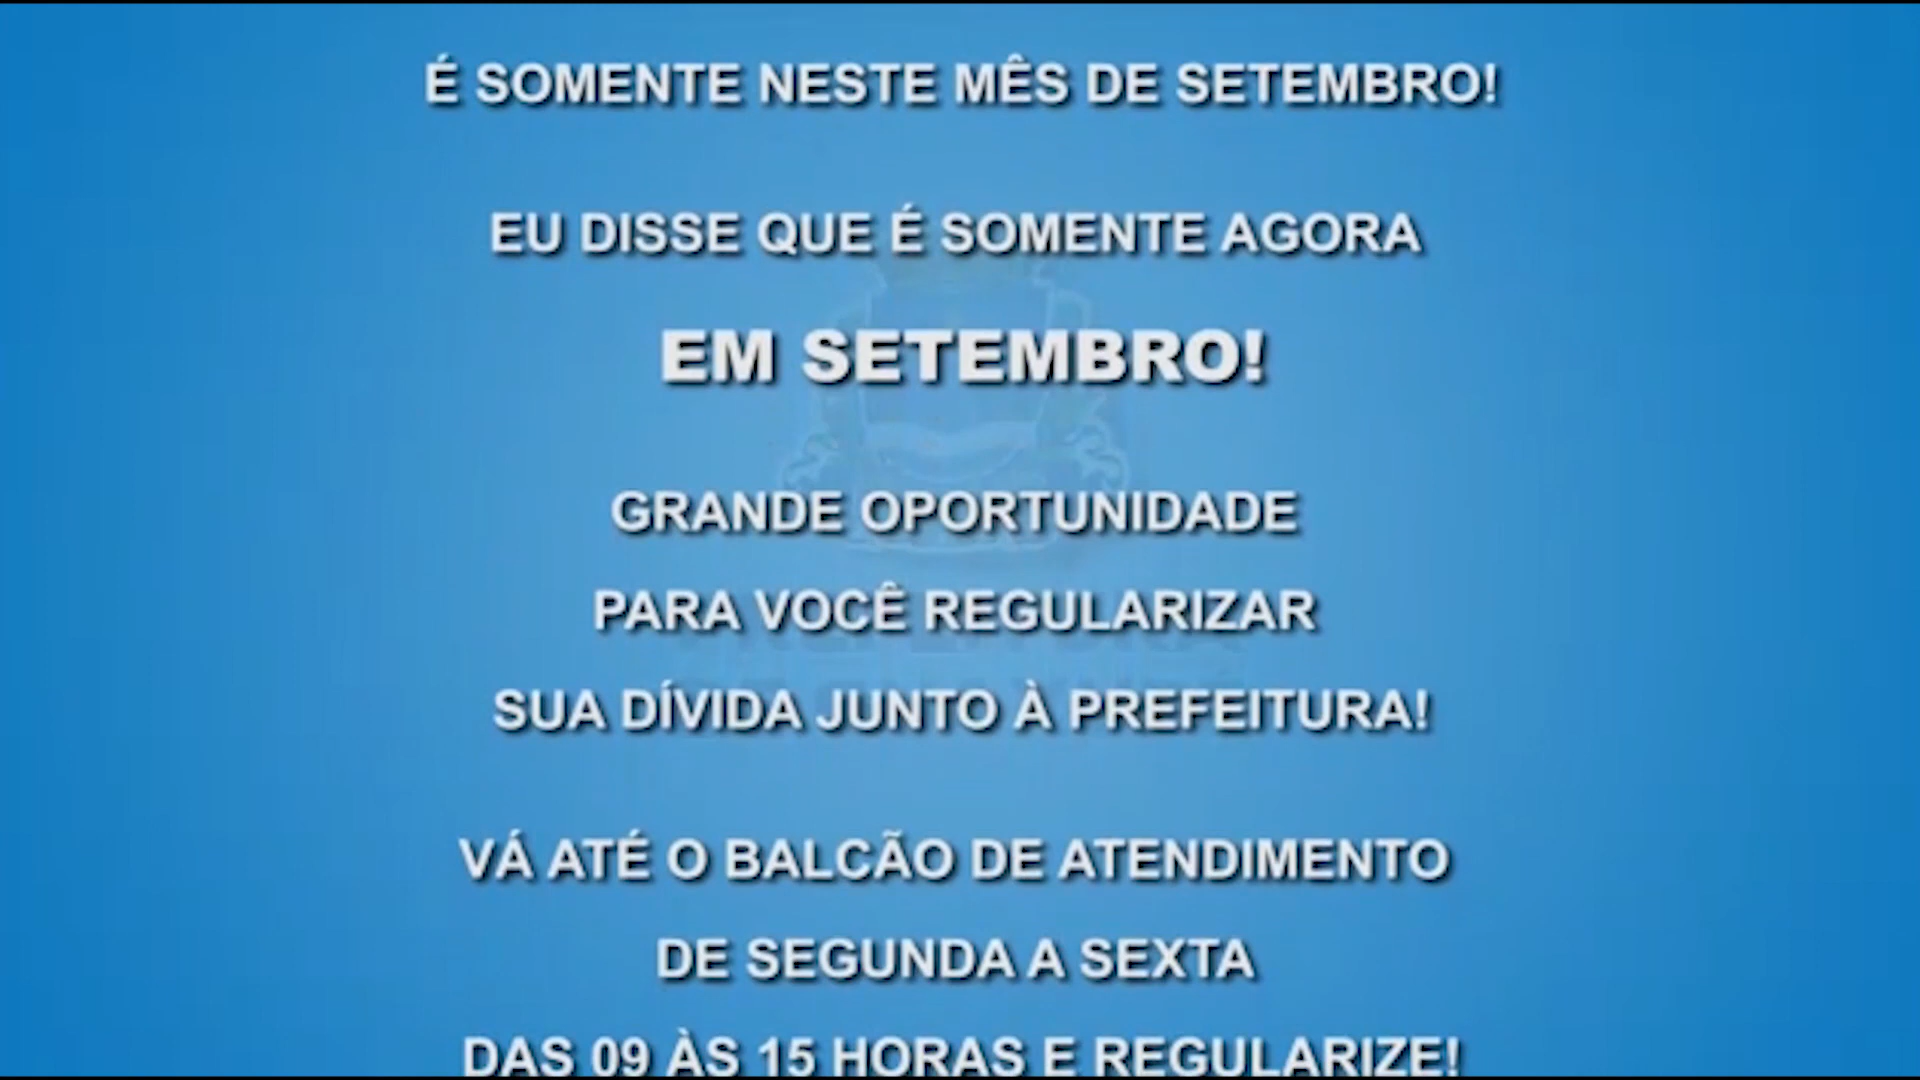 É SOMENTE NESTE MÊS DE SETEMBRO!
EU DISSE QUE É SOMENTE AGORA
EM SETEMBRO!
GRANDE OPORTUNIDADE
PARA VOCÊ REGULARIZAR
SUA DÍVIDA JUNTO À PREFEITURA!
VÁ ATÉ O BALCÃO DE ATENDIMENTO
DE SEGUNDA A SEXTA
DAS 09 ÀS 15 HORAS E REGULARIZE!